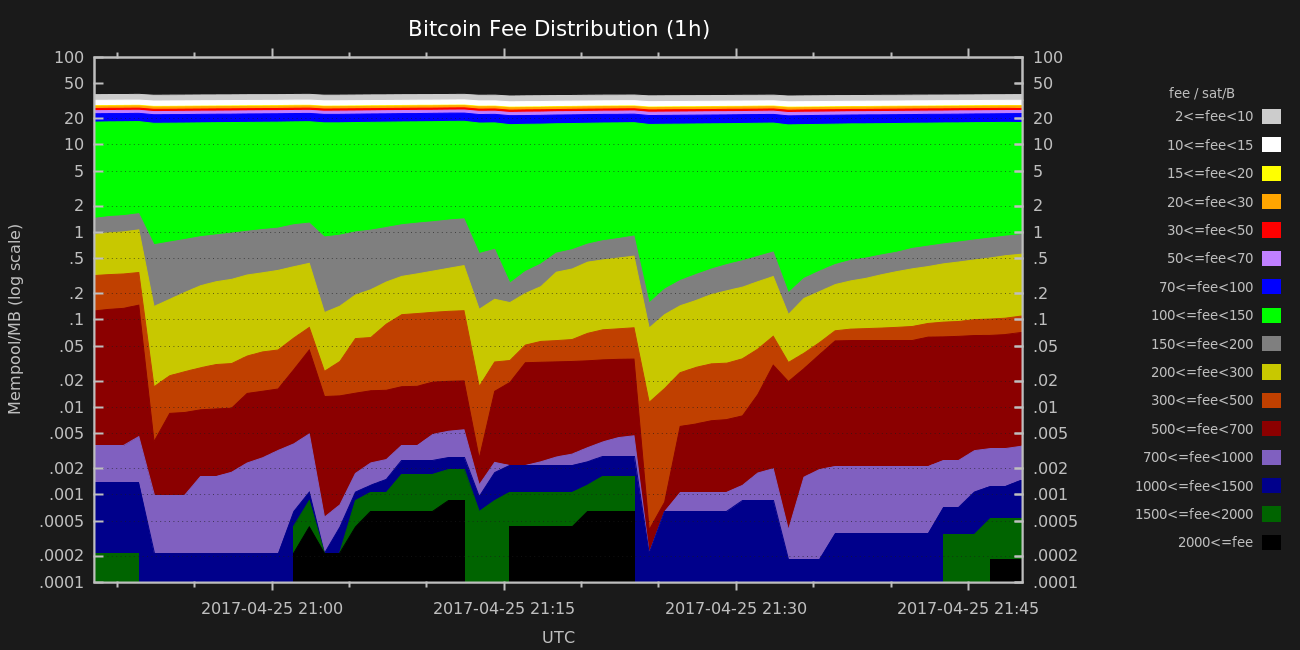 Bitcoin Fee Distribution (1h)
100 100
50 50
20 20
10 10
5 5
2 2
1 1
.5 .5
.2 .2
.1 .1
.05 .05
.02 .02
.01 .01
.005 .005
.002 .002
.001 .001
.0005 .0005
.0002 .0002
.0001 .0001
Mempool/MB (log scale)
2017-04-25 21:00 2017-04-25 21:15 2017-04-25 21:30 2017-04-25 21:45
UTC
fee / sat/B
2<=fee<10
10<=fee<15
15<=fee<20
20<=fee<30
30<=fee<50
50<=fee<70
70<=fee<100
100<=fee<150
150<=fee<200
200<=fee<300
300<=fee<500
500<=fee<700
700<=fee<1000
1000<=fee<1500
1500<=fee<2000
2000<=fee